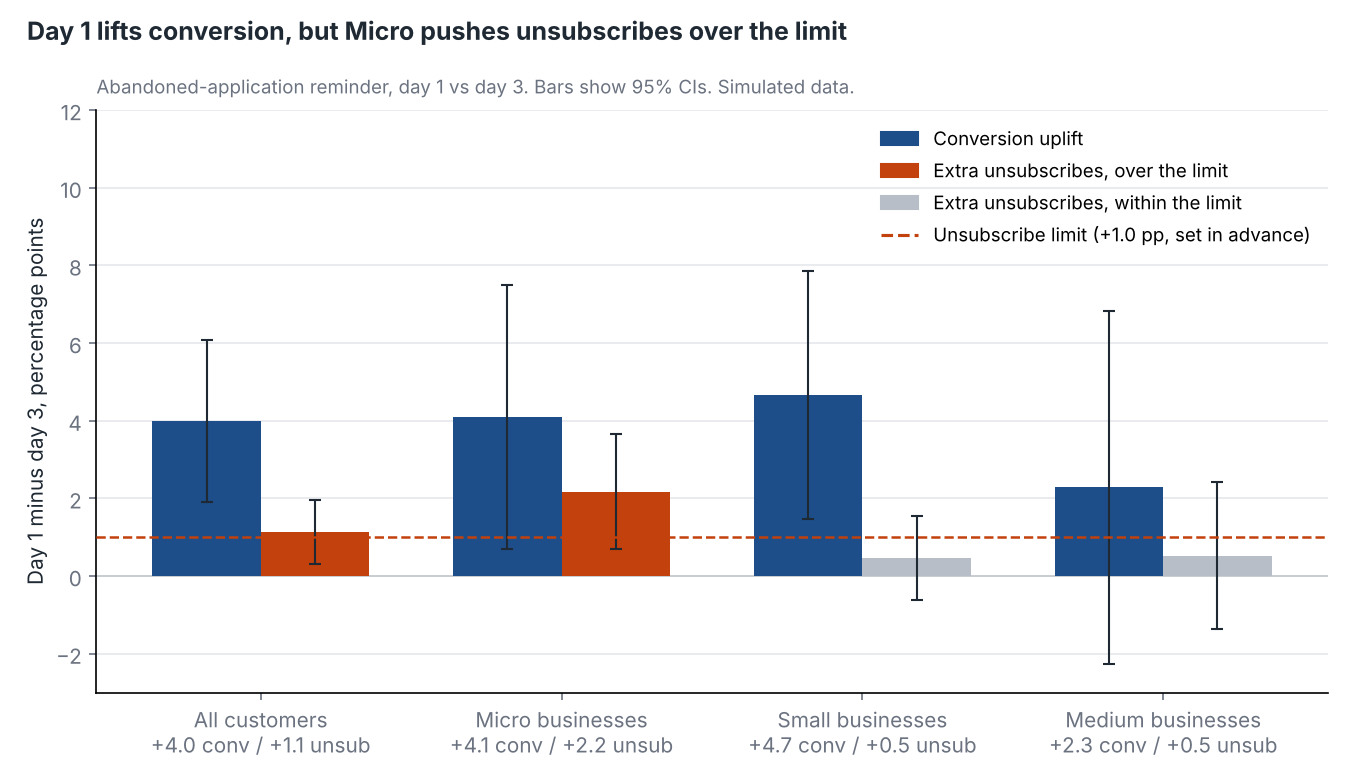 Day 1 lifts conversion, but Micro pushes unsubscribes over the limit
Abandoned-application reminder, day 1 vs day 3. Bars show 95% CIs. Simulated data.
Day 1 minus day 3, percentage points
12
10
8
6
4
2
0
−2
Conversion uplift
Extra unsubscribes, over the limit
Extra unsubscribes, within the limit
Unsubscribe limit (+1.0 pp, set in advance)
All customers
+4.0 conv / +1.1 unsub
Micro businesses
+4.1 conv / +2.2 unsub
Small businesses
+4.7 conv / +0.5 unsub
Medium businesses
+2.3 conv / +0.5 unsub